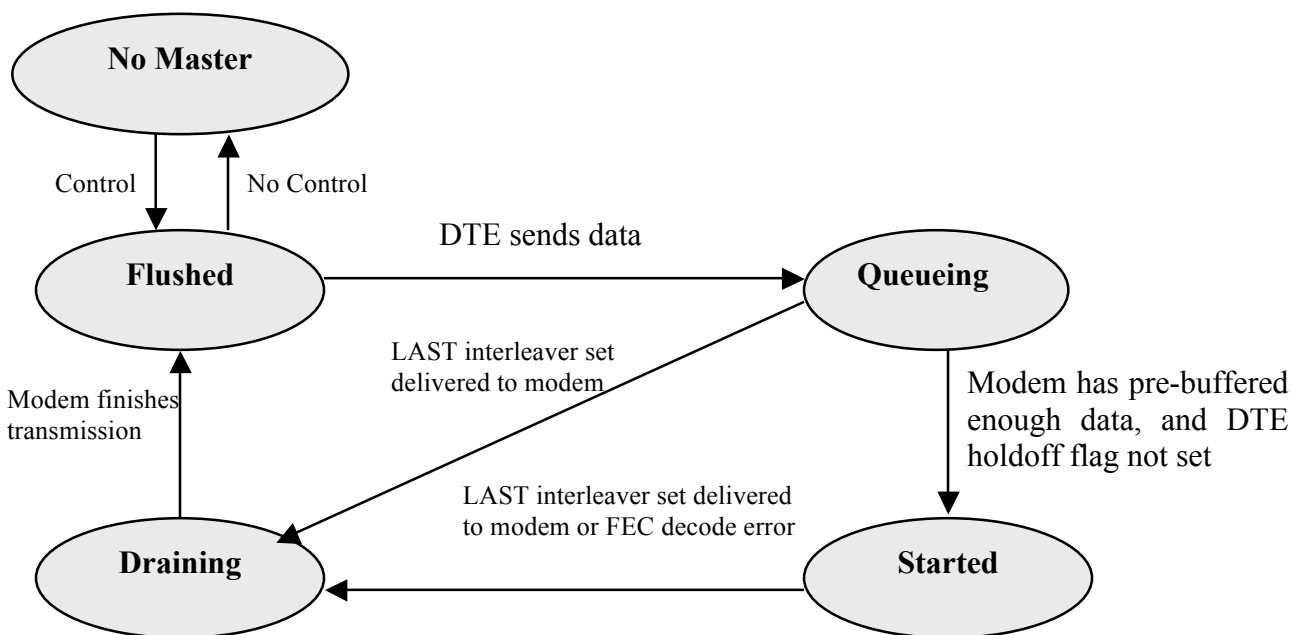 No Master
Control
No Control
DTE sends data
Flushed
Queueing
LAST interleaver set
delivered to modem
Modem has pre-buffered
enough data, and DTE
holdoff flag not set
Modem finishes
transmission
LAST interleaver set delivered
to modem or FEC decode error
Draining
Started